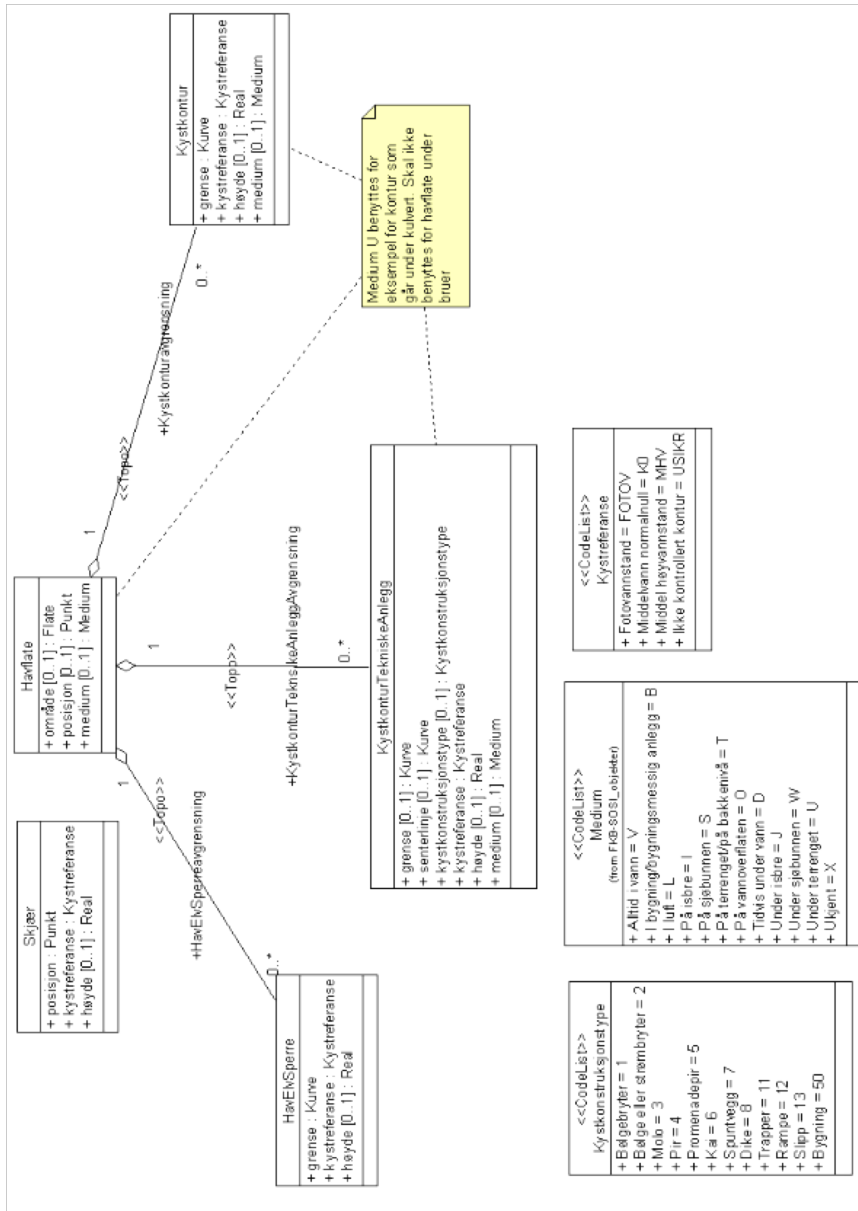 Skjær
+ posisjon : Punkt
+ kystreferanse : Kystreferanse
+ høyde [0..1] : Real
Havflate
+ område [0..1] : Flate
+ posisjon [0..1] : Punkt
+ medium [0..1] : Medium
Kystkontur
+ grense : Kurve
+ kystreferanse : Kystreferanse
+ høyde [0..1] : Real
+ medium [0..1] : Medium
1
<<Topo>>
+HavElvSperreavgrensning
0..*
1
<<Topo>>
+KystkonturTekniskeAnleggAvgrensning
0..*
1
<<Topo>>
+Kystkonturavgrensning
0..*
HavElvSperre
+ grense : Kurve
+ kystreferanse : Kystreferanse
+ høyde [0..1] : Real
KystkonturTekniskeAnlegg
+ grense [0..1] : Kurve
+ senterlinje [0..1] : Kurve
+ kystkonstruksjonstype [0..1] : Kystkonstruksjonstype
+ kystreferanse : Kystreferanse
+ høyde [0..1] : Real
+ medium [0..1] : Medium
Medium U benyttes for
eksempel for kontur som
går under kulvert. Skal ikke
benyttes for havflate under
bruer
<<CodeList>>
Kystkonstruksjonstype
+ Bølgebryter = 1
+ Bølge eller strømbryter = 2
+ Molo = 3
+ Pir = 4
+ Promenadepir = 5
+ Kai = 6
+ Spuntvegg = 7
+ Dike = 8
+ Trapper = 11
+ Rampe = 12
+ Slipp = 13
+ Bygning = 50
<<CodeList>>
Medium
(from FKB-SOSI_objekter)
+ Alltid i vann = V
+ I bygning/bygningsmessig anlegg = B
+ I luft = L
+ På isbre = I
+ På sjøbunnen = S
+ På terrenget/på bakkenivå = T
+ På vannoverflaten = O
+ Tidvis under vann = D
+ Under isbre = J
+ Under sjøbunnen = W
+ Under terrenget = U
+ Ukjent = X
<<CodeList>>
Kystreferanse
+ Fotovannstand = FOTOV
+ Middelvann normalnull = K0
+ Middel høyvannstand = MHV
+ Ikke kontrollert kontur = USIKR